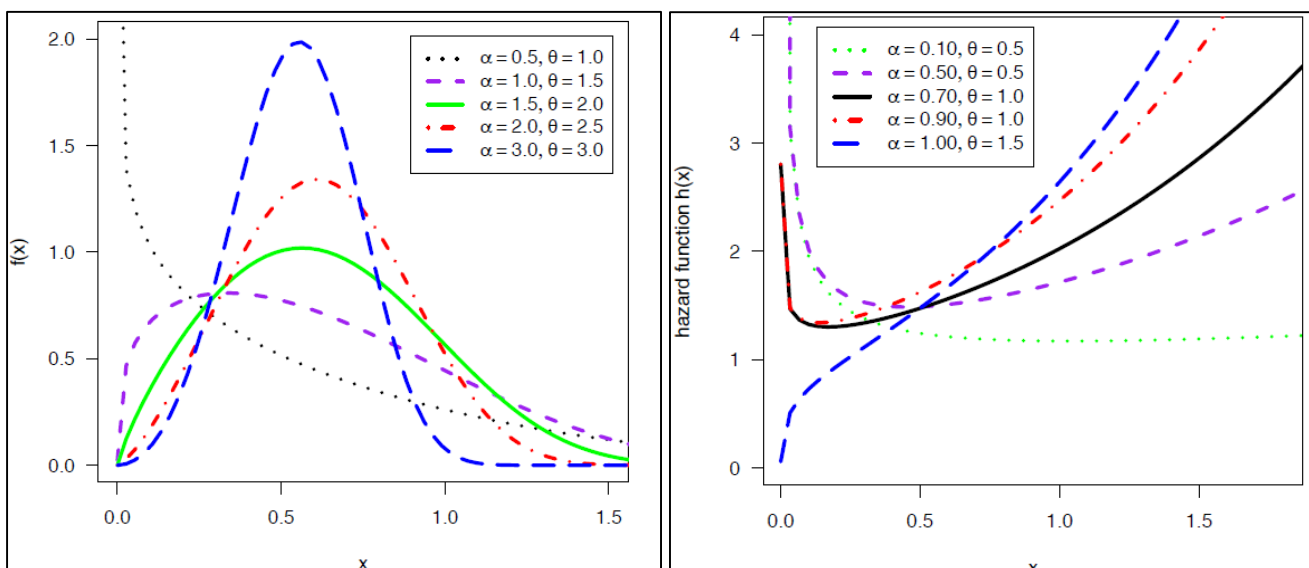 2.0
1.5
1.0
0.5
0.0
f(x)
α = 0.5, θ = 1.0
α = 1.0, θ = 1.5
α = 1.5, θ = 2.0
α = 2.0, θ = 2.5
α = 3.0, θ = 3.0
0.0 0.5 1.0 1.5
x
4
3
2
1
0
hazard function h(x)
α = 0.10, θ = 0.5
α = 0.50, θ = 0.5
α = 0.70, θ = 1.0
α = 0.90, θ = 1.0
α = 1.00, θ = 1.5
0.0 0.5 1.0 1.5
x